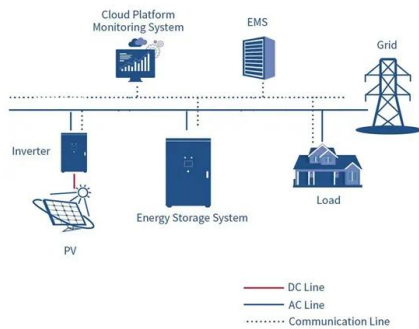 Cloud Platform
Monitoring System
EMS
Grid
Inverter
Energy Storage System
Load
PV
DC Line
AC Line
Communication Line